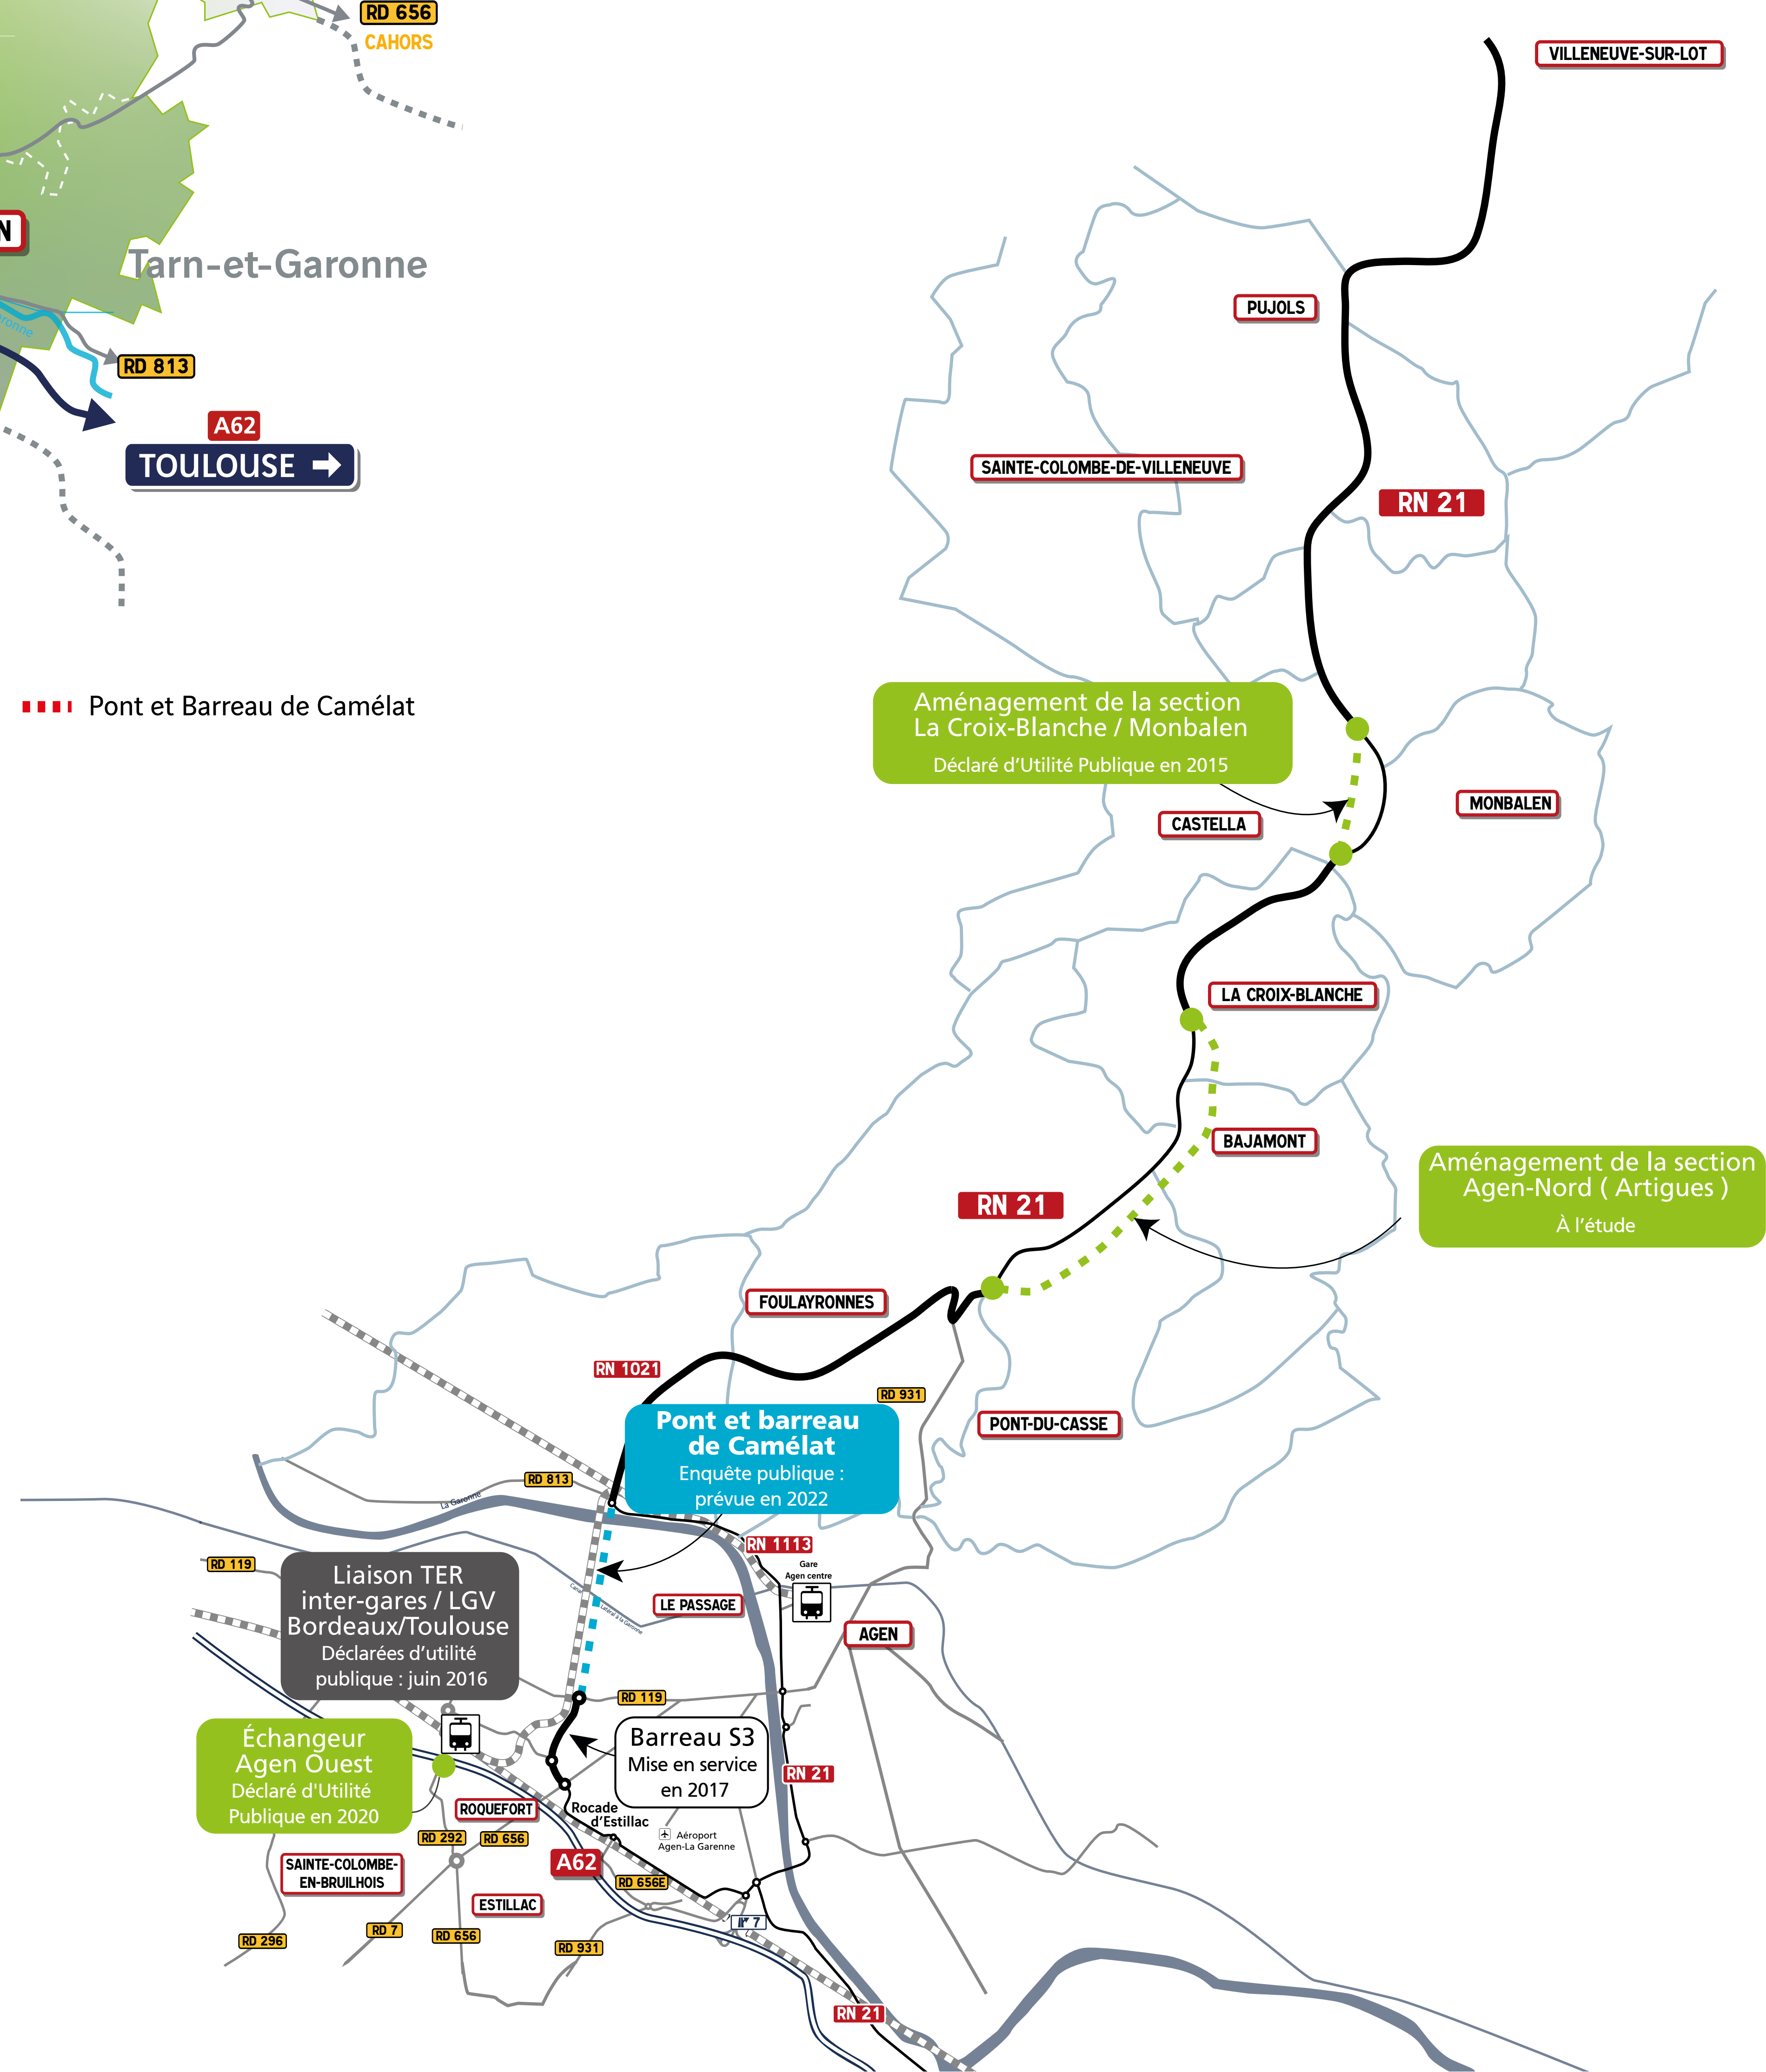 RD 656
CAHORS
VILLENEUVE-SUR-LOT
N
Tarn-et-Garonne
PUJOLS
RD 813
A62
TOULOUSE
SAINTE-COLOMBE-DE-VILLENEUVE
RN 21
Pont et Barreau de Camélat
Aménagement de la section
La Croix-Blanche / Monbalen
Déclaré d’Utilité Publique en 2015
MONBALEN
CASTELLA
LA CROIX-BLANCHE
BAJAMONT
Aménagement de la section
Agen-Nord ( Artigues )
À l’étude
RN 21
FOULAYRONNES
RN 1021
RD 931
PONT-DU-CASSE
Pont et barreau
de Camélat
Enquête publique :
prévue en 2022
RD 813
La Garonne
RN 1113
Gare
Agen centre
RD 119
Liaison TER
inter-gares / LGV
Bordeaux/Toulouse
Déclarées d’utilité
publique : juin 2016
LE PASSAGE
Latéral à la Garonne
AGEN
RD 119
Échangeur
Agen Ouest
Déclaré d'Utilité
Publique en 2020
Barreau S3
Mise en service
en 2017
RN 21
ROQUEFORT
Rocade
d’Estillac
Aéroport
Agen-La Garenne
RD 292
RD 656
A62
SAINTE-COLOMBE-
EN-BRUILHOIS
RD 656E
ESTILLAC
7
RD 7
RD 656
RD 296
RD 931
RN 21